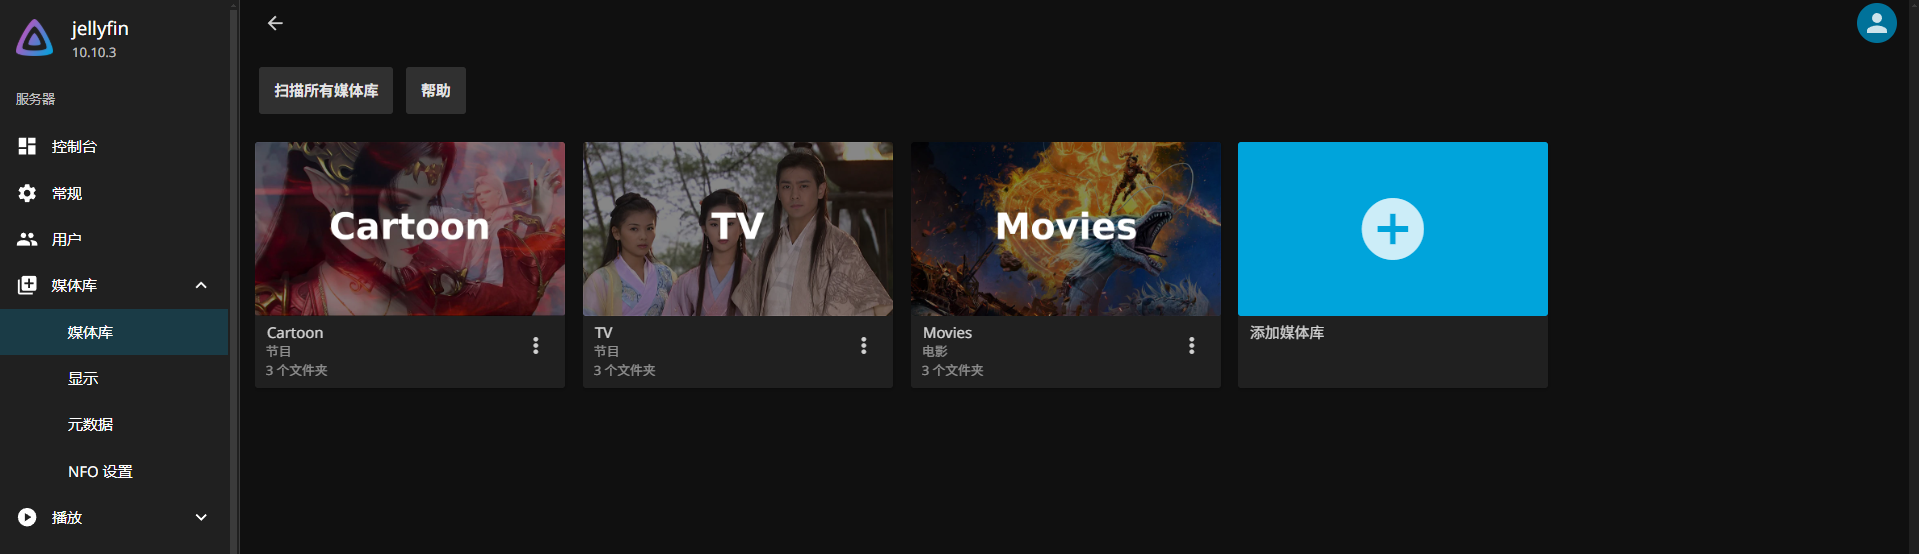 jellyfin
10.10.3
服务器
控制台
常规
用户
媒体库
媒体库
显示
元数据
NFO 设置
播放
扫描所有媒体库
帮助
Cartoon
Cartoon
节目
3 个文件夹
TV
TV
节目
3 个文件夹
Movies
Movies
电影
3 个文件夹
添加媒体库